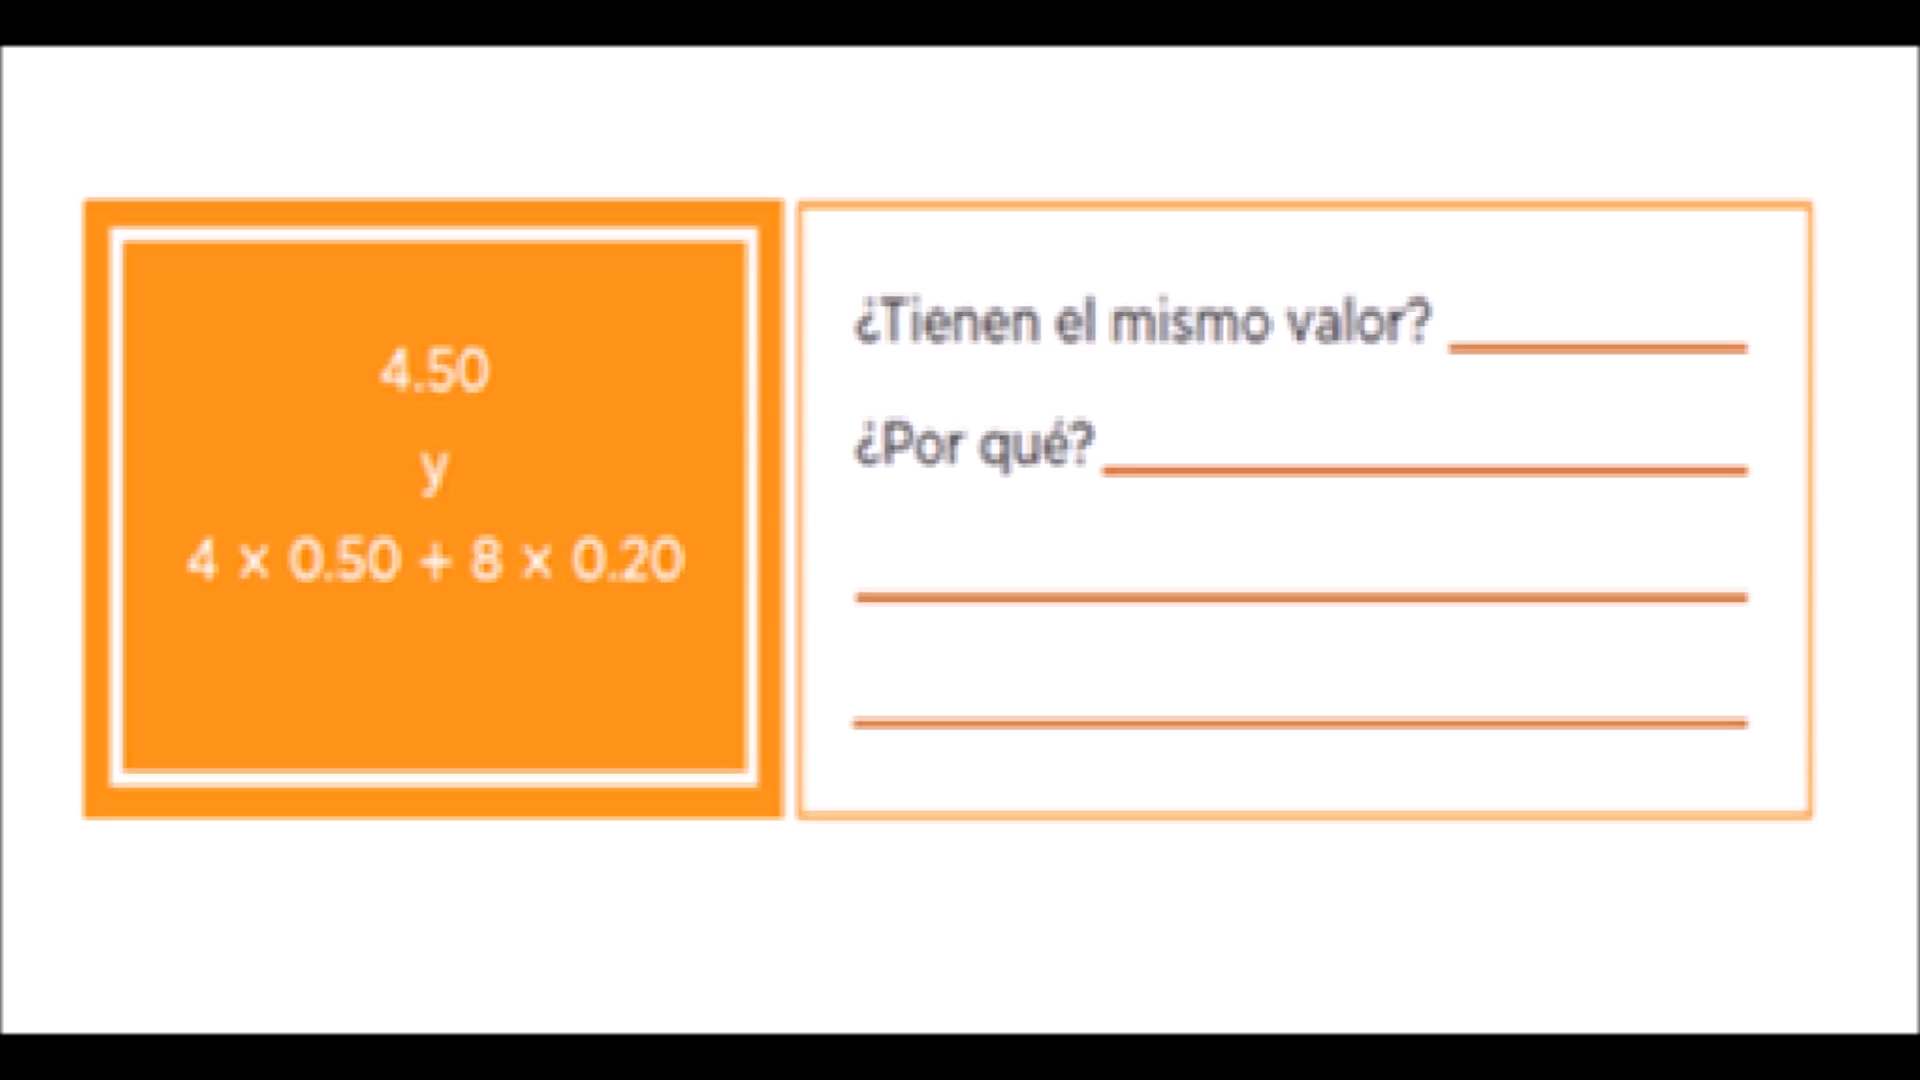 4.50
y
4 × 0.50 + 8 × 0.20
¿Tienen el mismo valor?
¿Por qué?